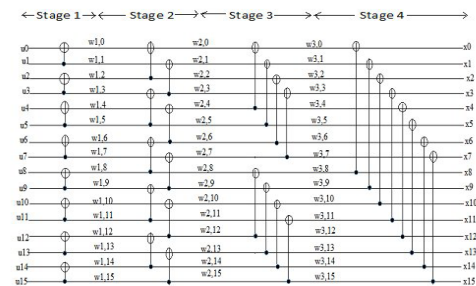 Stage 1 Stage 2 Stage 3 Stage 4
u0 w1,0 w2,0 w3,0 x0
u1 w1,1 w2,1 w3,1 x1
u2 w1,2 w2,2 w3,2 x2
u3 w1,3 w2,3 w3,3 x3
u4 w1,4 w2,4 w3,4 x4
u5 w1,5 w2,5 w3,5 x5
u6 w1,6 w2,6 w3,6 x6
u7 w1,7 w2,7 w3,7 x7
u8 w1,8 w2,8 w3,8 x8
u9 w1,9 w2,9 w3,9 x9
u10 w1,10 w2,10 w3,10 x10
u11 w1,11 w2,11 w3,11 x11
u12 w1,12 w2,12 w3,12 x12
u13 w1,13 w2,13 w3,13 x13
u14 w1,14 w2,14 w3,14 x14
u15 w1,15 w2,15 w3,15 x15